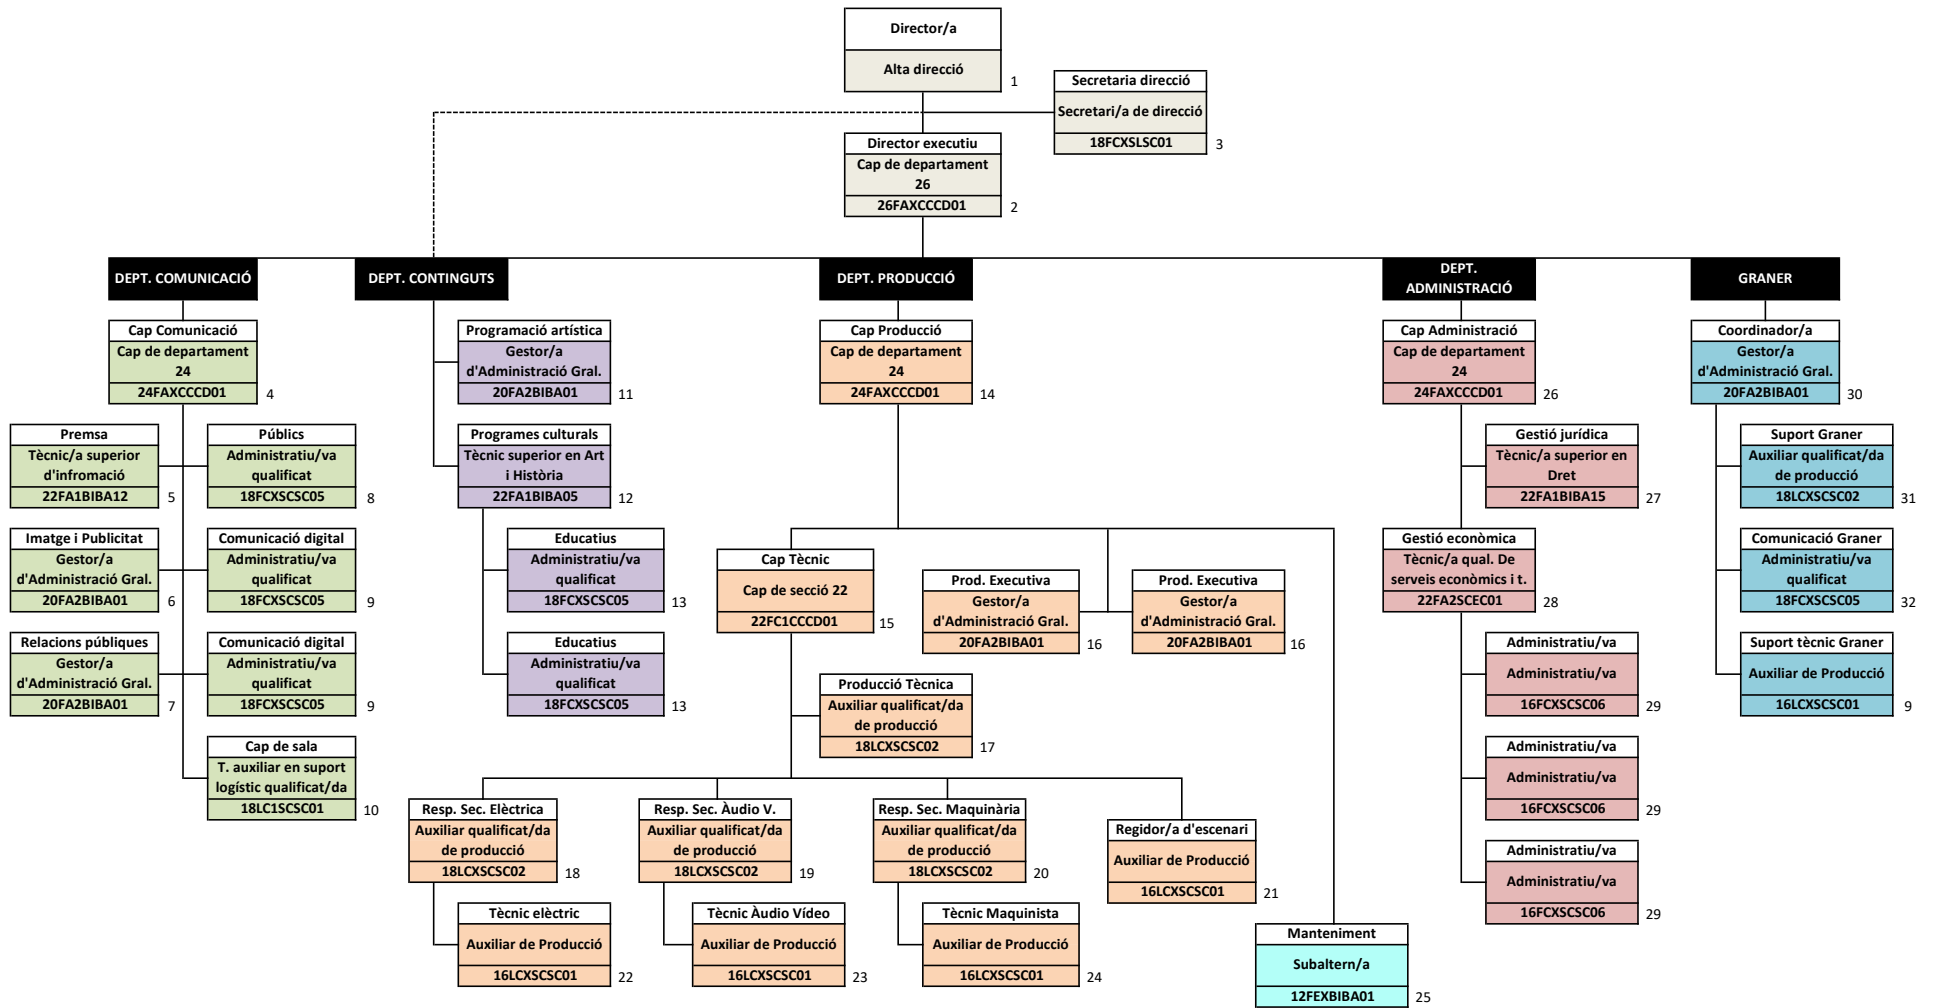 Director/a
Alta direcció
1
Secretaria direcció
Secretari/a de direcció
18FCXSLSC01
3
Director executiu
Cap de departament
26
26FAXCCCD01
2
DEPT. COMUNICACIÓ
Cap Comunicació
Cap de departament
24
24FAXCCCD01
4
Premsa
Tècnic/a superior
d'infromació
22FA1BIBA12
5
Públics
Administratiu/va
qualificat
18FCXSCSC05
8
Imatge i Publicitat
Gestor/a
d'Administració Gral.
20FA2BIBA01
6
Comunicació digital
Administratiu/va
qualificat
18FCXSCSC05
9
Relacions públiques
Gestor/a
d'Administració Gral.
20FA2BIBA01
7
Comunicació digital
Administratiu/va
qualificat
18FCXSCSC05
9
Cap de sala
T. auxiliar en suport
logístic qualificat/da
18LC1SCSC01
10
DEPT. CONTINGUTS
Programació artística
Gestor/a
d'Administració Gral.
20FA2BIBA01
11
Programes culturals
Tècnic superior en Art
i Història
22FA1BIBA05
12
Educatius
Administratiu/va
qualificat
18FCXSCSC05
13
Educatius
Administratiu/va
qualificat
18FCXSCSC05
13
DEPT. PRODUCCIÓ
Cap Producció
Cap de departament
24
24FAXCCCD01
14
Cap Tècnic
Cap de secció 22
22FC1CCCD01
15
Prod. Executiva
Gestor/a
d'Administració Gral.
20FA2BIBA01
16
Prod. Executiva
Gestor/a
d'Administració Gral.
20FA2BIBA01
16
Producció Tècnica
Auxiliar qualificat/da
de producció
18LCXSCSC02
17
Resp. Sec. Elèctrica
Auxiliar qualificat/da
de producció
18LCXSCSC02
18
Resp. Sec. Àudio V.
Auxiliar qualificat/da
de producció
18LCXSCSC02
19
Resp. Sec. Maquinària
Auxiliar qualificat/da
de producció
18LCXSCSC02
20
Regidor/a d'escenari
Auxiliar de Producció
16LCXSCSC01
21
Tècnic elèctric
Auxiliar de Producció
16LCXSCSC01
22
Tècnic Àudio Vídeo
Auxiliar de Producció
16LCXSCSC01
23
Tècnic Maquinista
Auxiliar de Producció
16LCXSCSC01
24
Manteniment
Subaltern/a
12FEXBIBA01
25
DEPT.
ADMINISTRACIÓ
Cap Administració
Cap de departament
24
24FAXCCCD01
26
Gestió jurídica
Tècnic/a superior en
Dret
22FA1BIBA15
27
Gestió econòmica
Tècnic/a qual. De
serveis econòmics i t.
22FA2SCEC01
28
Administratiu/va
Administratiu/va
16FCXSCSC06
29
Administratiu/va
Administratiu/va
16FCXSCSC06
29
Administratiu/va
Administratiu/va
16FCXSCSC06
29
GRANER
Coordinador/a
Gestor/a
d'Administració Gral.
20FA2BIBA01
30
Suport Graner
Auxiliar qualificat/da
de producció
18LCXSCSC02
31
Comunicació Graner
Administratiu/va
qualificat
18FCXSCSC05
32
Suport tècnic Graner
Auxiliar de Producció
16LCXSCSC01
9